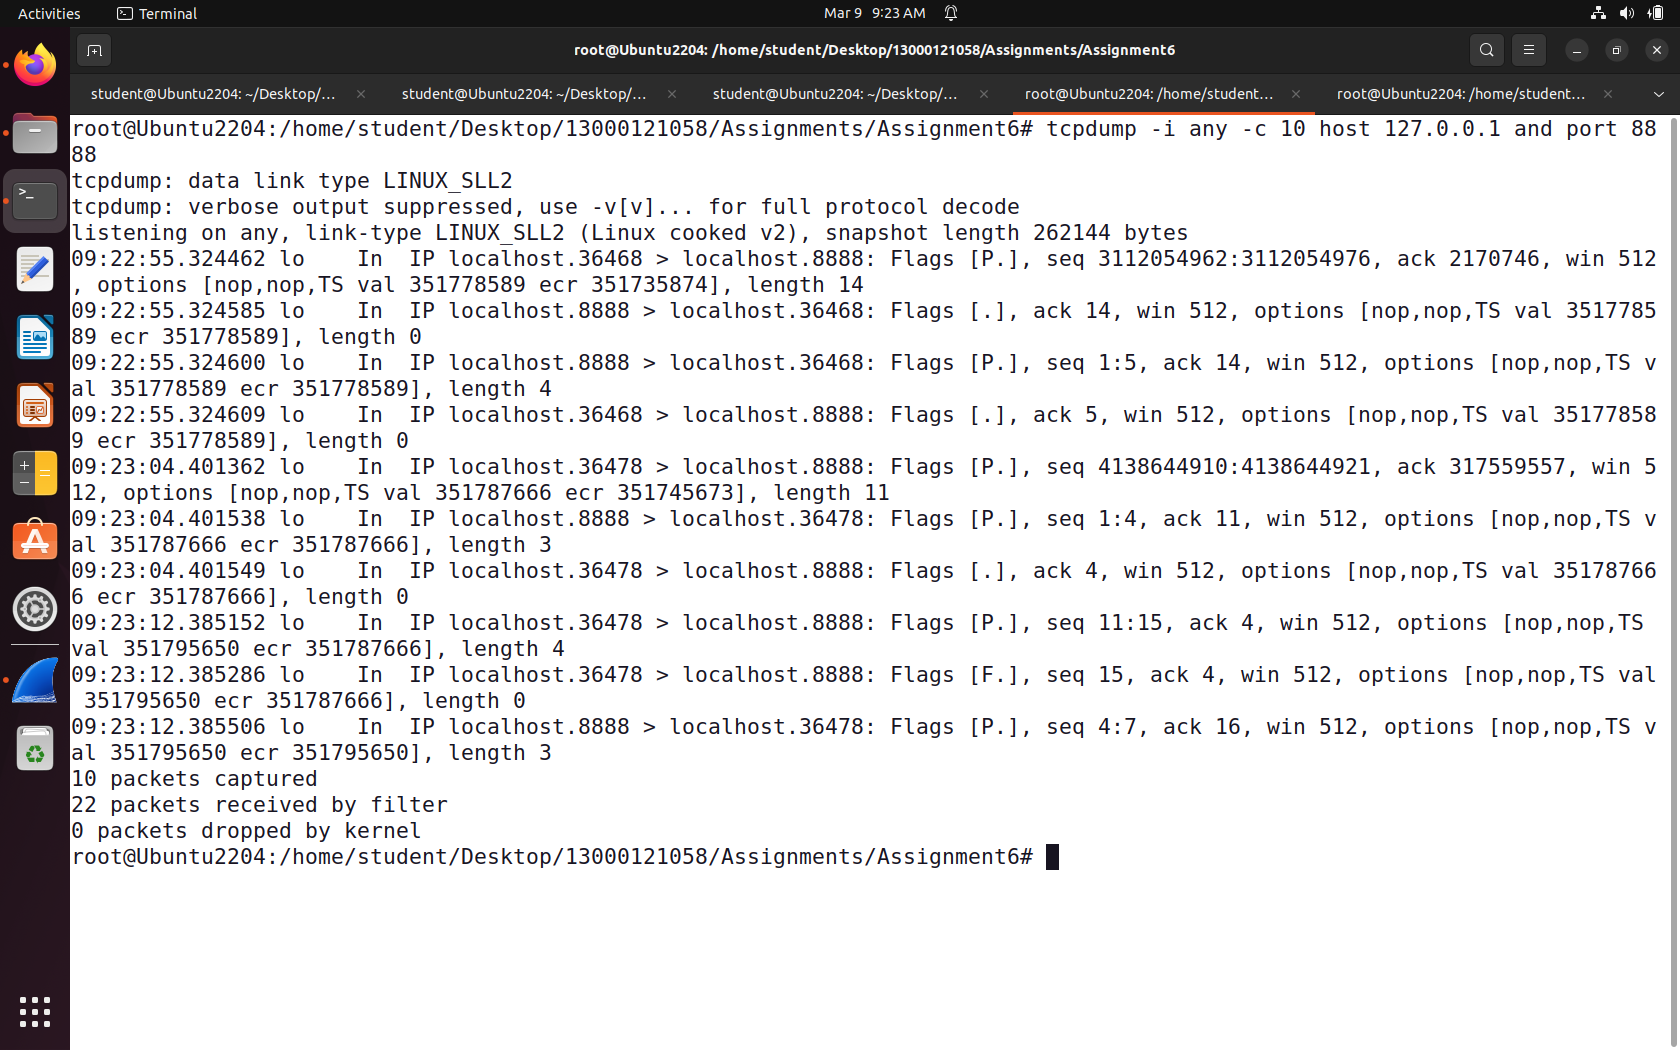 Activities
Terminal
Mar 9 9:23 AM
root@Ubuntu2204: /home/student/Desktop/13000121058/Assignments/Assignment6
student@Ubuntu2204: ~/Desktop/...
student@Ubuntu2204: ~/Desktop/...
student@Ubuntu2204: ~/Desktop/...
root@Ubuntu2204: /home/student...
root@Ubuntu2204: /home/student...
root@Ubuntu2204:/home/student/Desktop/13000121058/Assignments/Assignment6# tcpdump -i any -c 10 host 127.0.0.1 and port 88
88
tcpdump: data link type LINUX_SLL2
tcpdump: verbose output suppressed, use -v[v]... for full protocol decode
listening on any, link-type LINUX_SLL2 (Linux cooked v2), snapshot length 262144 bytes
09:22:55.324462 lo    In  IP localhost.36468 > localhost.8888: Flags [P.], seq 3112054962:3112054976, ack 2170746, win 512
, options [nop,nop,TS val 351778589 ecr 351735874], length 14
09:22:55.324585 lo    In  IP localhost.8888 > localhost.36468: Flags [.], ack 14, win 512, options [nop,nop,TS val 3517785
89 ecr 351778589], length 0
09:22:55.324600 lo    In  IP localhost.8888 > localhost.36468: Flags [P.], seq 1:5, ack 14, win 512, options [nop,nop,TS v
al 351778589 ecr 351778589], length 4
09:22:55.324609 lo    In  IP localhost.36468 > localhost.8888: Flags [.], ack 5, win 512, options [nop,nop,TS val 35177858
9 ecr 351778589], length 0
09:23:04.401362 lo    In  IP localhost.36478 > localhost.8888: Flags [P.], seq 4138644910:4138644921, ack 317559557, win 5
12, options [nop,nop,TS val 351787666 ecr 351745673], length 11
09:23:04.401538 lo    In  IP localhost.8888 > localhost.36478: Flags [P.], seq 1:4, ack 11, win 512, options [nop,nop,TS v
al 351787666 ecr 351787666], length 3
09:23:04.401549 lo    In  IP localhost.36478 > localhost.8888: Flags [.], ack 4, win 512, options [nop,nop,TS val 35178766
6 ecr 351787666], length 0
09:23:12.385152 lo    In  IP localhost.36478 > localhost.8888: Flags [P.], seq 11:15, ack 4, win 512, options [nop,nop,TS
val 351795650 ecr 351787666], length 4
09:23:12.385286 lo    In  IP localhost.36478 > localhost.8888: Flags [F.], seq 15, ack 4, win 512, options [nop,nop,TS val
 351795650 ecr 351787666], length 0
09:23:12.385506 lo    In  IP localhost.8888 > localhost.36478: Flags [P.], seq 4:7, ack 16, win 512, options [nop,nop,TS v
al 351795650 ecr 351795650], length 3
10 packets captured
22 packets received by filter
0 packets dropped by kernel
root@Ubuntu2204:/home/student/Desktop/13000121058/Assignments/Assignment6#